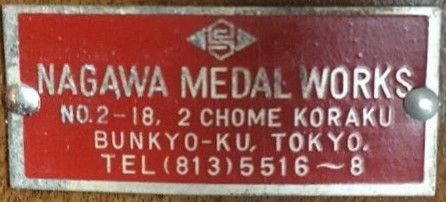 NAGAWA MEDAL WORKS
NO.2-18, 2 CHOME KORAKU
BUNKYO-KU, TOKYO.
TEL(813)5516~8